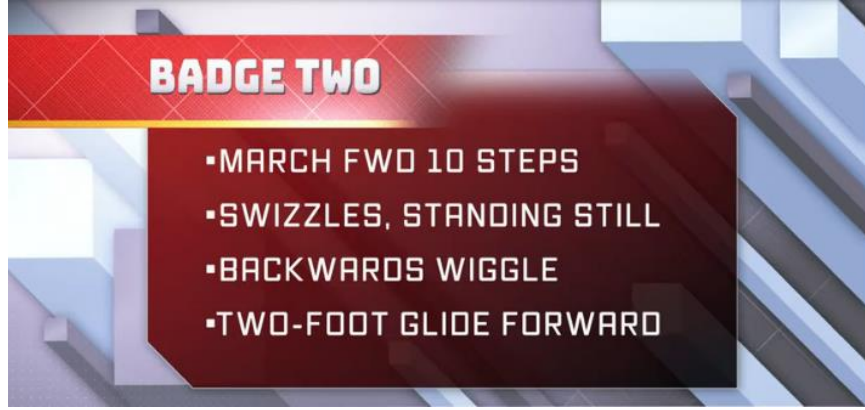 BADGE TWO
▪MARCH FWD 10 STEPS
▪SWIZZLES, STANDING STILL
▪BACKWARDS WIGGLE
▪TWO-FOOT GLIDE FORWARD